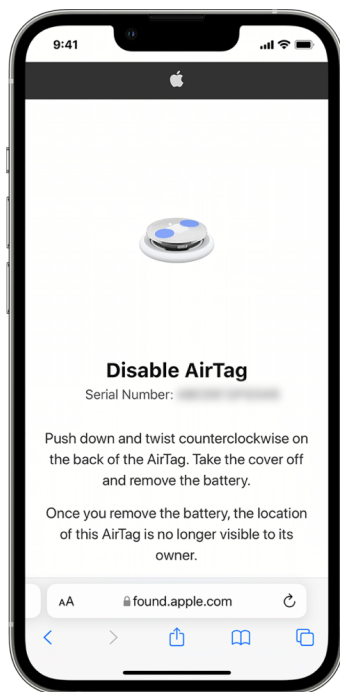 9:41
Disable AirTag
Serial Number:
Push down and twist counterclockwise on
the back of the AirTag. Take the cover off
and remove the battery.
Once you remove the battery, the location
of this AirTag is no longer visible to its
owner.
AA
found.apple.com